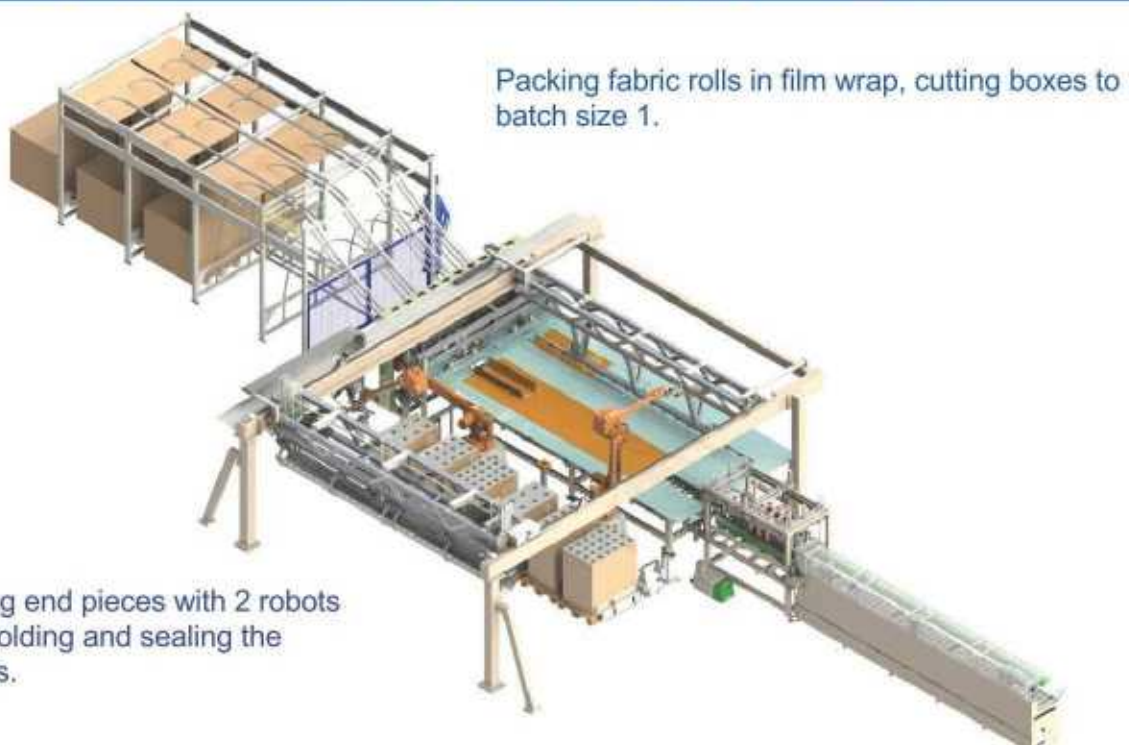 Packing fabric rolls in film wrap, cutting boxes to
batch size 1.
end pieces with 2 robots
and sealing the